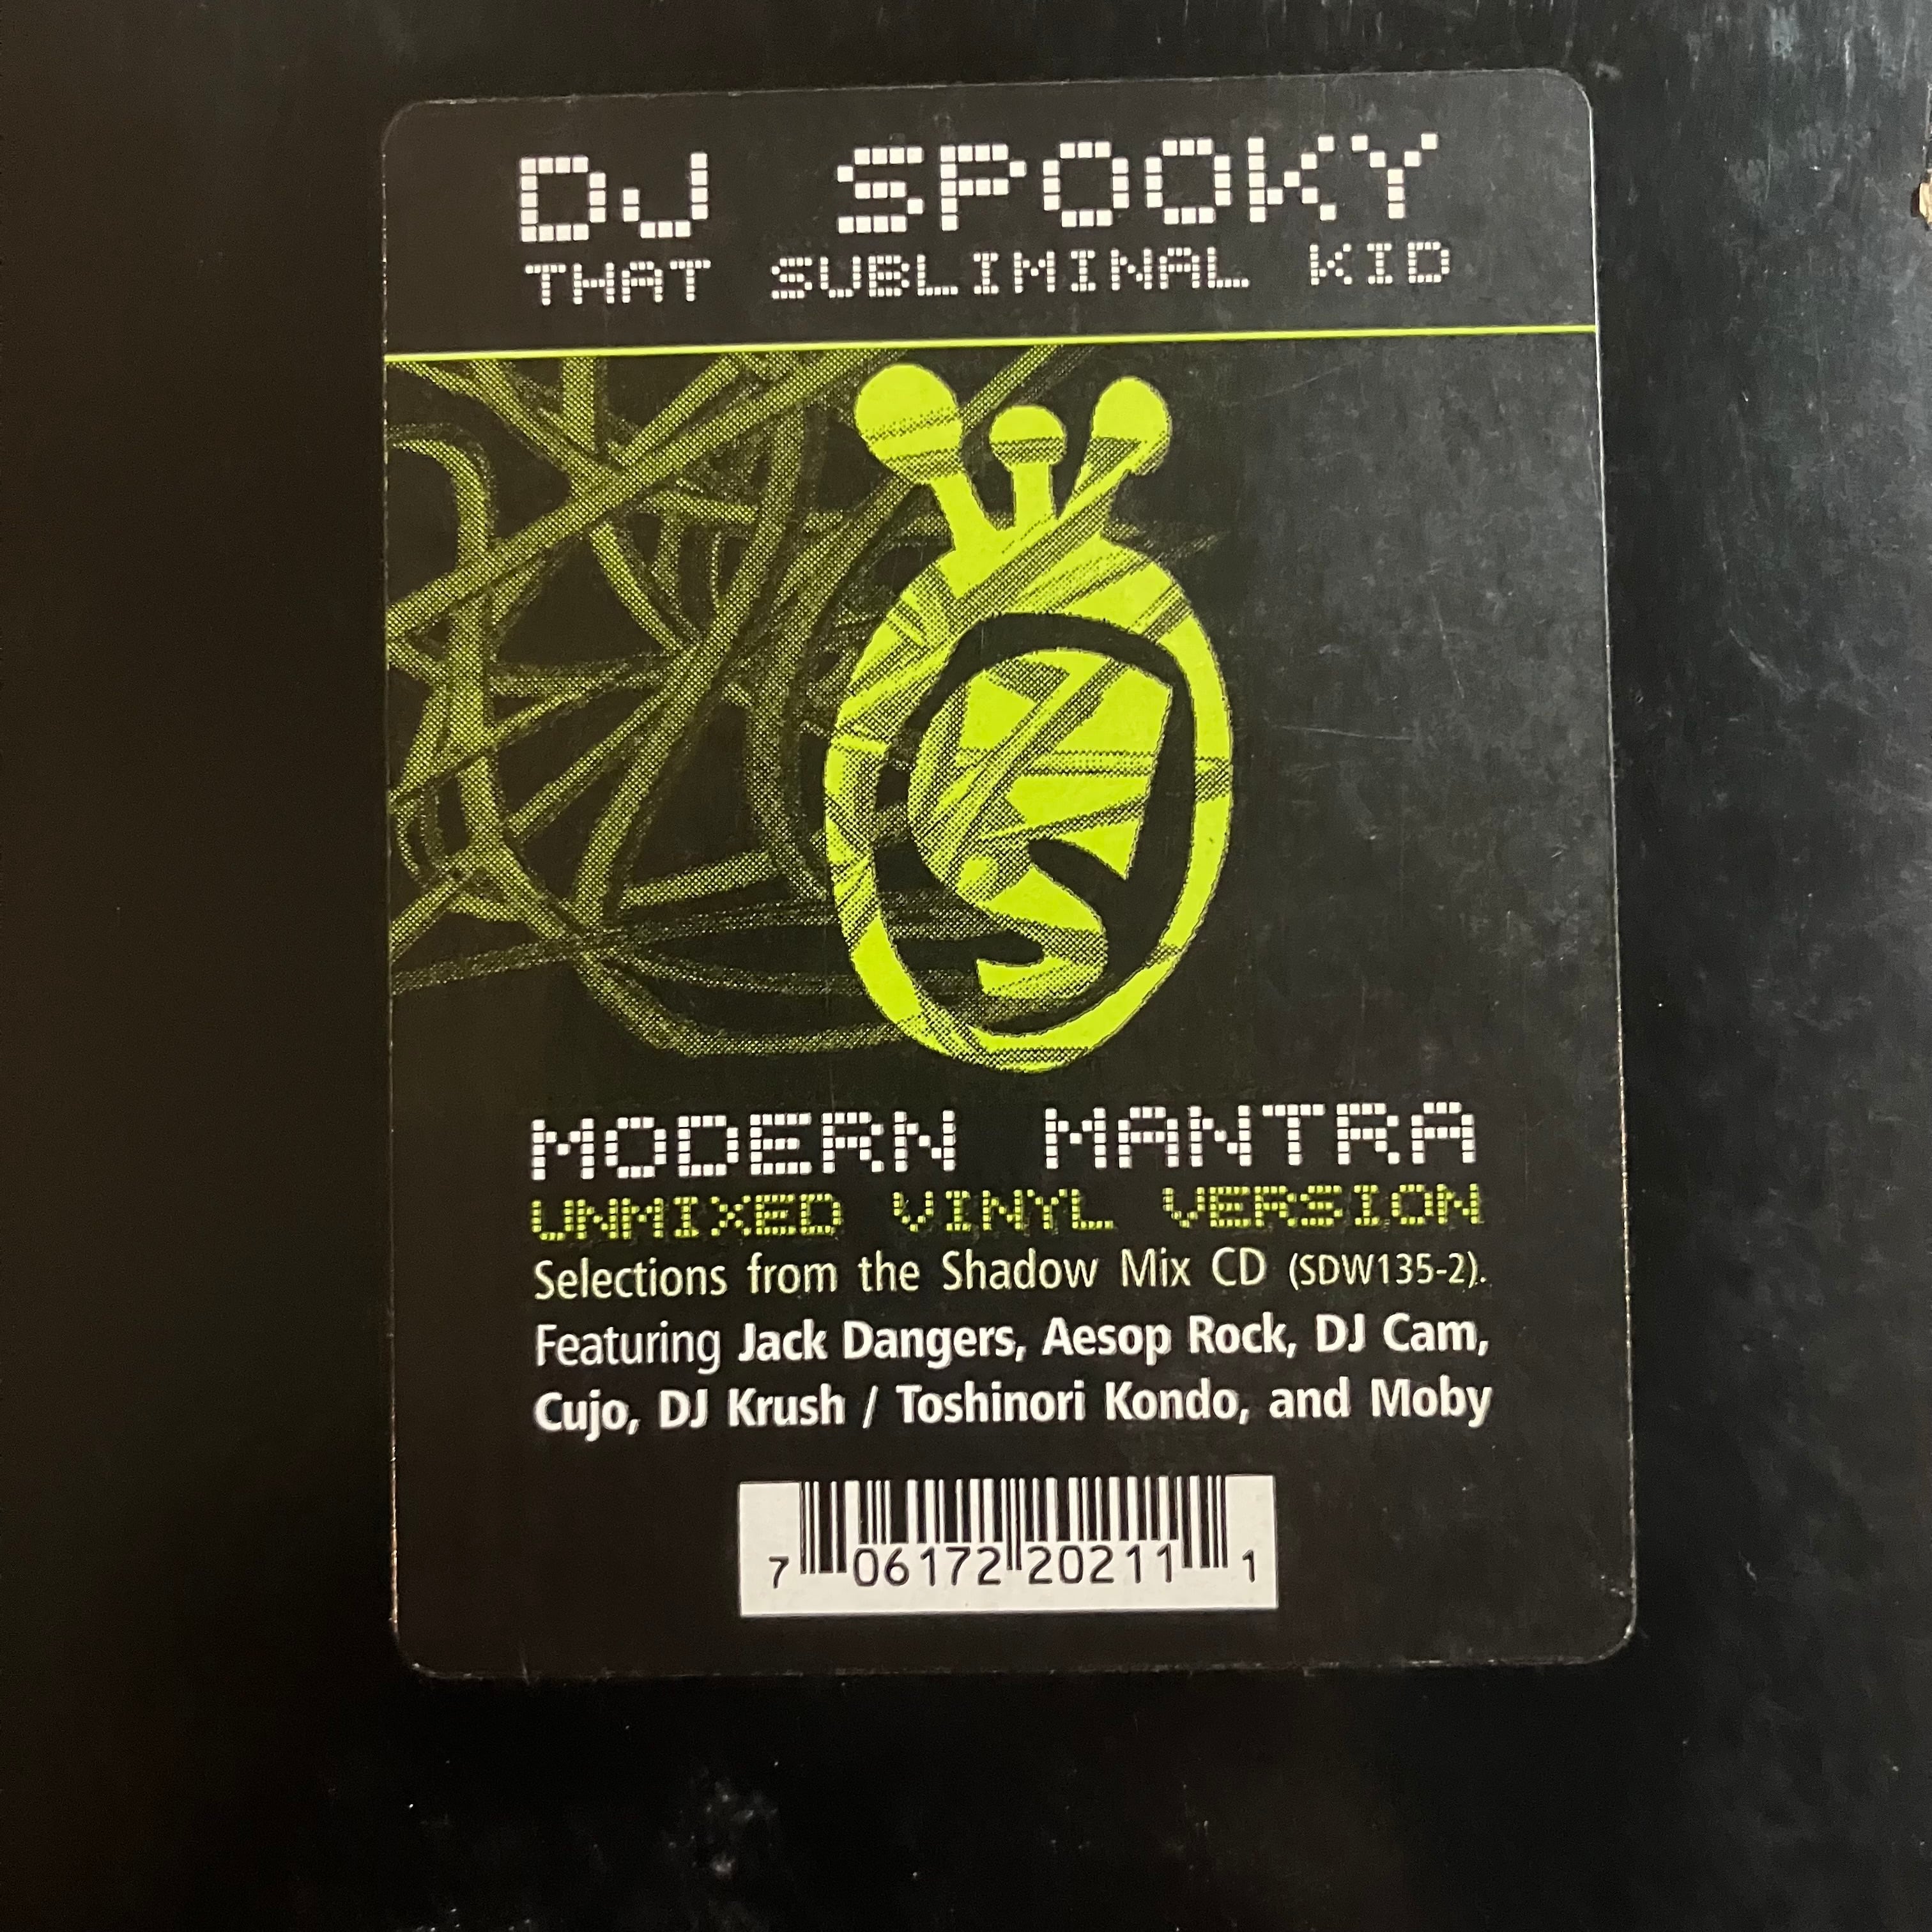 DJ SPOOKY
THAT SUBLIMINAL KID
MODERN MANTRA
UNMIXED VINYL VERSION
Selections from the Shadow Mix CD (SDW135-2).
Featuring Jack Dangers, Aesop Rock, DJ Cam,
Cujo, DJ Krush / Toshinori Kondo, and Moby
7 06172 20211 1